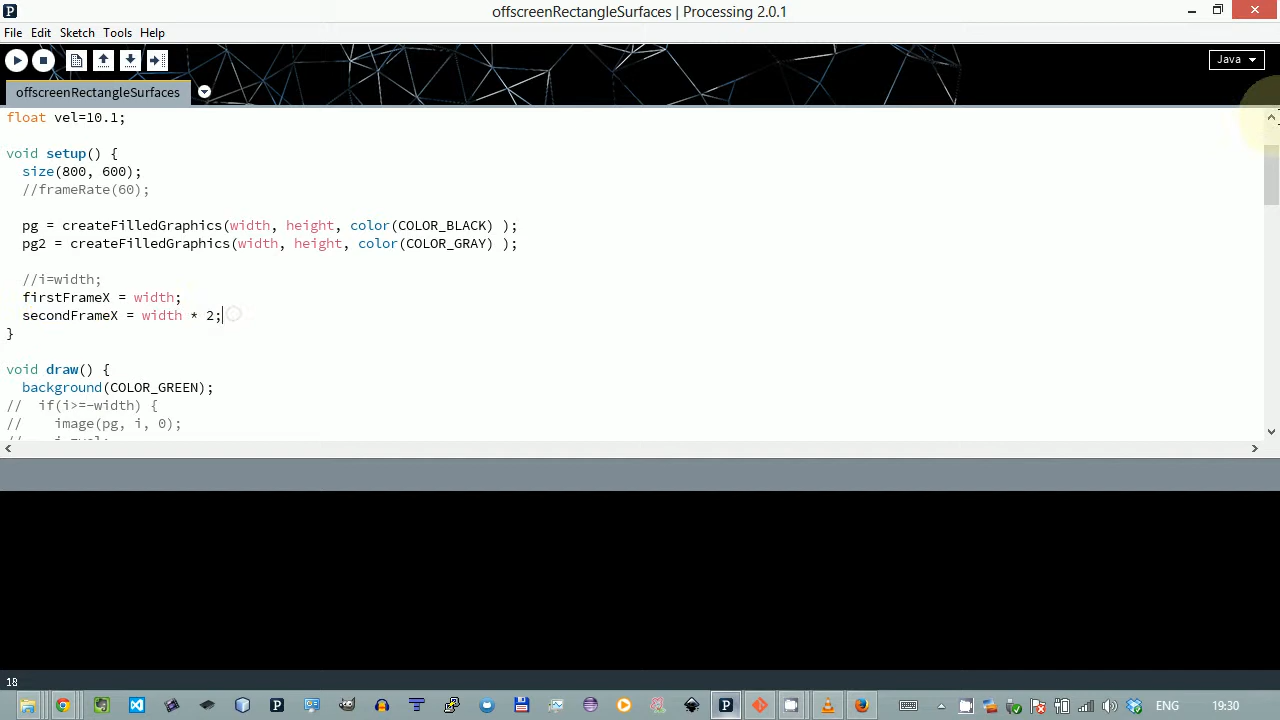 offscreenRectangleSurfaces | Processing 2.0.1
File Edit Sketch Tools Help
Java
offscreenRectangleSurfaces
float vel=10.1;
void setup() {
size(800, 600);
//frameRate(60);
pg = createFilledGraphics(width, height, color(COLOR_BLACK) );
pg2 = createFilledGraphics(width, height, color(COLOR_GRAY) );
//i=width;
firstFrameX = width;
secondFrameX = width * 2;
}
void draw() {
background(COLOR_GREEN);
// if(i>=-width) {
// image(pg, i, 0);
18
ENG 19:30